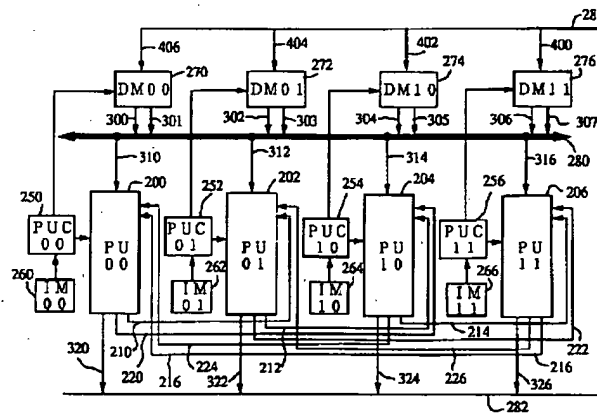 28
406 404 402 400
270 272 274 276
DM00 DM01 DM10 DM11
300 301 302 303 304 305 306 307
280
310 312 314 316
200 202 204 206
250 252 254 256
PUC 00 PUC 01 PUC 10 PUC 11
PU 00 PU 01 PU 10 PU 11
260 262 264 266
IM 00 IM 01 IM 10 IM 11
210 212 214 222
320 220 224 226 216
216 322 324 326
282